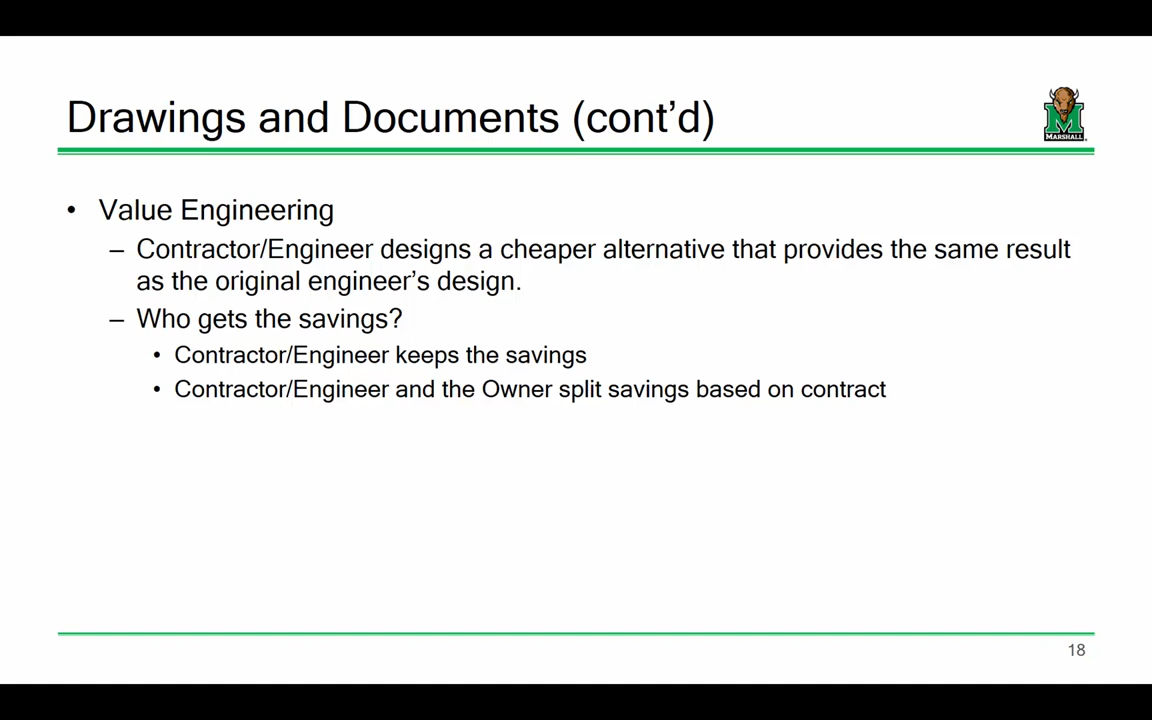 Drawings and Documents (cont’d)
MARSHALL
• Value Engineering
– Contractor/Engineer designs a cheaper alternative that provides the same result
as the original engineer’s design.
– Who gets the savings?
• Contractor/Engineer keeps the savings
• Contractor/Engineer and the Owner split savings based on contract
18